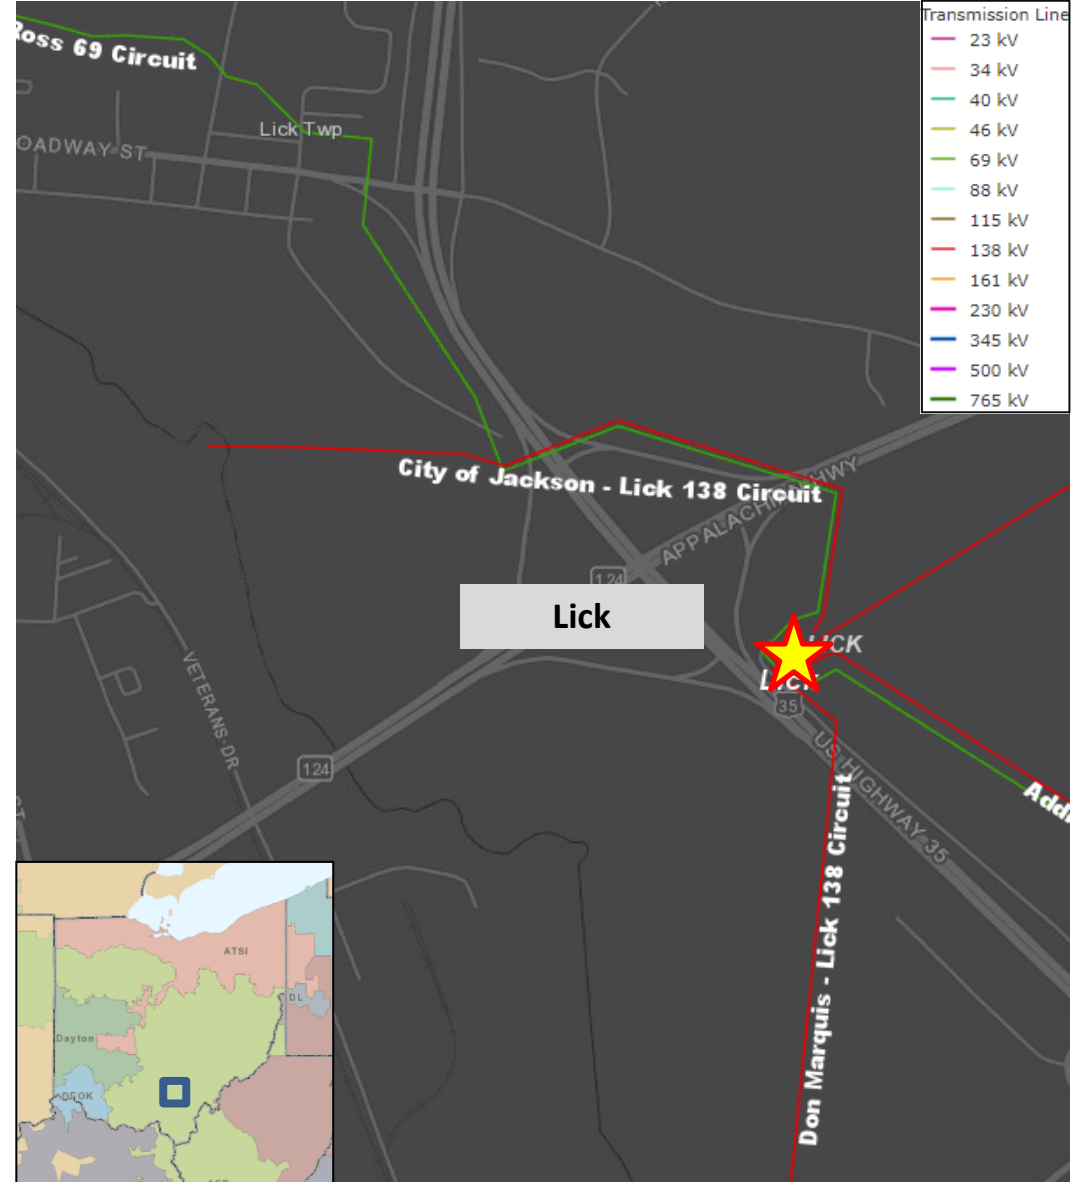 Ross 69 Circuit
Lick Twp
OADWAY ST
Transmission Line
23 kV
34 kV
40 kV
46 kV
69 kV
88 kV
115 kV
138 kV
161 kV
230 kV
345 kV
500 kV
765 kV
City of Jackson - Lick 138 Circuit
APPALACHIAN HWY
124
Lick
LICK
Lick
35
US HIGHWAY 35
VETERANS DR
124
Addi
Don Marquis - Lick 138 Circuit
ATSI
DL
Dayton
DEOK